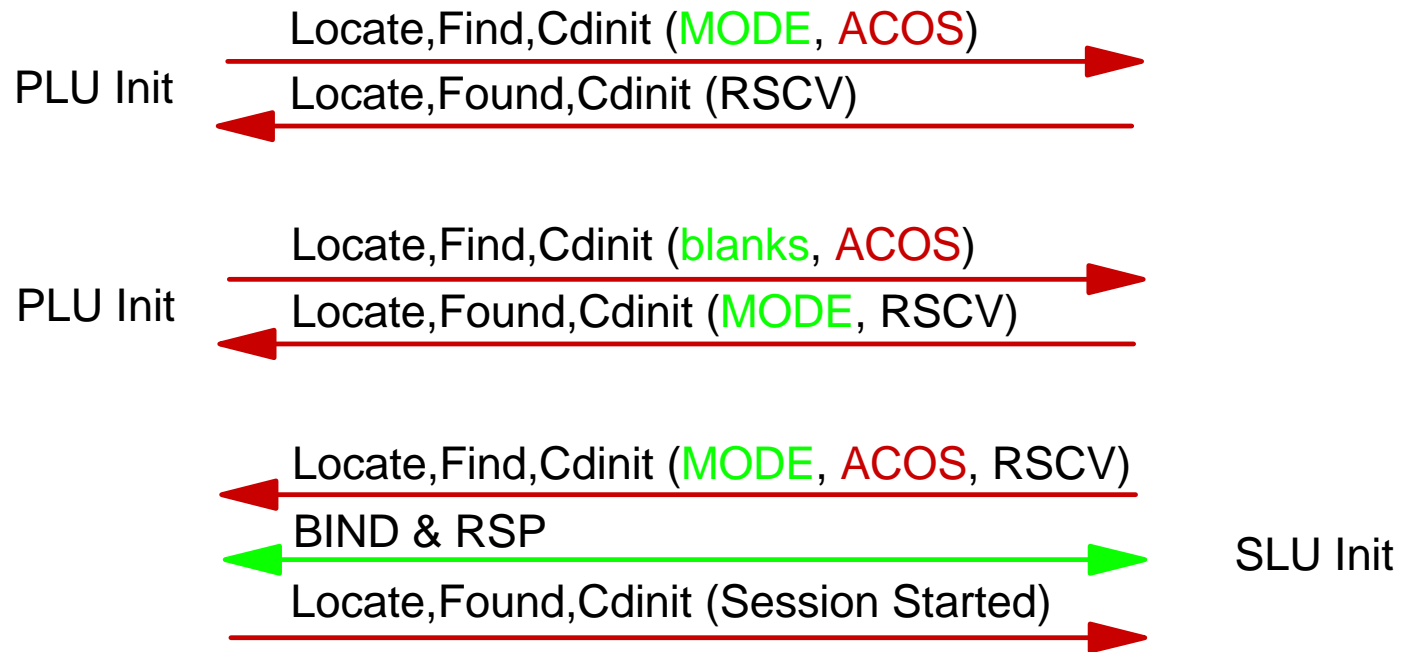 Locate,Find,Cdinit (MODE, ACOS)
PLU Init
Locate,Found,Cdinit (RSCV)
Locate,Find,Cdinit (blanks, ACOS)
PLU Init
Locate,Found,Cdinit (MODE, RSCV)
Locate,Find,Cdinit (MODE, ACOS, RSCV)
BIND & RSP
SLU Init
Locate,Found,Cdinit (Session Started)